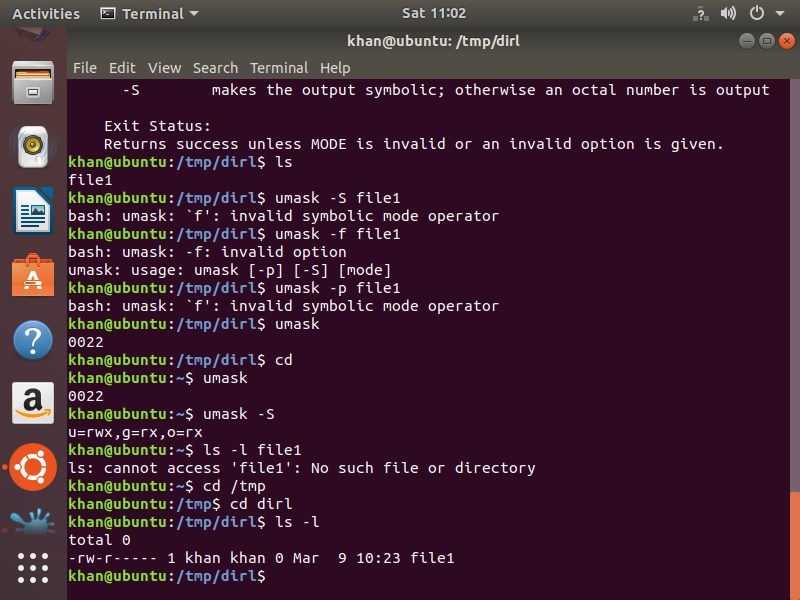 Activities Terminal Sat 11:02
khan@ubuntu: /tmp/dirl
File Edit View Search Terminal Help
-S makes the output symbolic; otherwise an octal number is output
Exit Status:
Returns success unless MODE is invalid or an invalid option is given.
khan@ubuntu:/tmp/dirl$ ls
file1
khan@ubuntu:/tmp/dirl$ umask -S file1
bash: umask: `f': invalid symbolic mode operator
khan@ubuntu:/tmp/dirl$ umask -f file1
bash: umask: -f: invalid option
umask: usage: umask [-p] [-S] [mode]
khan@ubuntu:/tmp/dirl$ umask -p file1
bash: umask: `f': invalid symbolic mode operator
khan@ubuntu:/tmp/dirl$ umask
0022
khan@ubuntu:/tmp/dirl$ cd
khan@ubuntu:~$ umask
0022
khan@ubuntu:~$ umask -S
u=rwx,g=rx,o=rx
khan@ubuntu:~$ ls -l file1
ls: cannot access 'file1': No such file or directory
khan@ubuntu:~$ cd /tmp
khan@ubuntu:/tmp$ cd dirl
khan@ubuntu:/tmp/dirl$ ls -l
total 0
-rw-r----- 1 khan khan 0 Mar  9 10:23 file1
khan@ubuntu:/tmp/dirl$